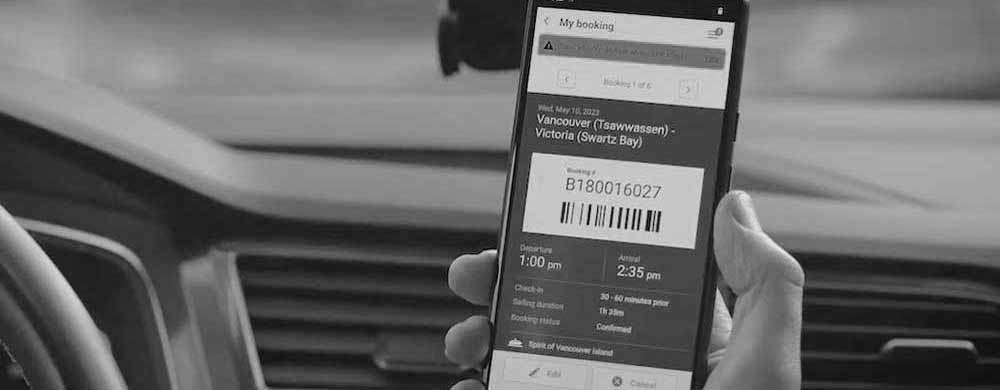 My booking
Booking 1 of 6
Wed, May 10, 2023
Vancouver (Tsawwassen) -
Victoria (Swartz Bay)
Booking #
B180016027
Departure
1:00 pm
Arrival
2:35 pm
Check-in 30 - 60 minutes prior
Sailing duration 1h 35m
Booking status Confirmed
Spirit of Vancouver Island
Edit
Cancel